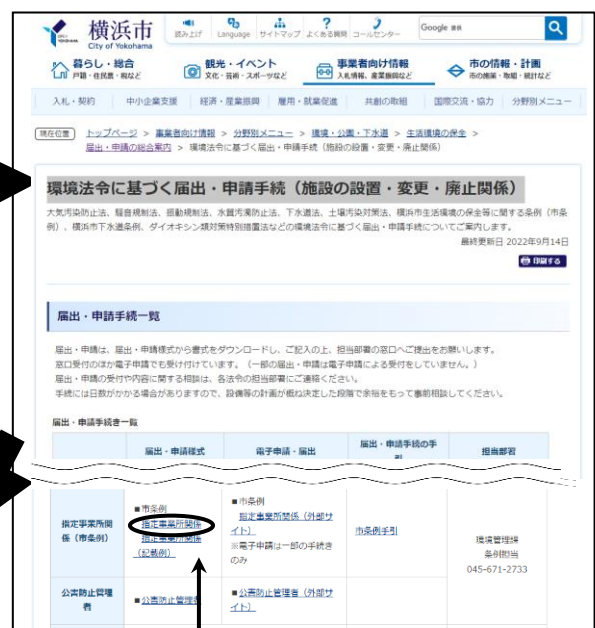 横浜市
City of Yokohama
読み上げ
Language
サイトマップ
よくある質問
コールセンター
Google
暮らし・総合
戸籍・住民票・税など
観光・イベント
文化・芸術・スポーツなど
事業者向け情報
入札情報、産業振興など
市の情報・計画
市の施策・取組・統計など
入札・契約
中小企業支援
経済・産業振興
雇用・就業促進
共創の取組
国際交流・協力
分野別メニュー
現在位置 トップページ > 事業者向け情報 > 分野別メニュー > 環境・公園・下水道 > 生活環境の保全 >
届出・申請の総合案内 > 環境法令に基づく届出・申請手続(施設の設置・変更・廃止関係)
環境法令に基づく届出・申請手続(施設の設置・変更・廃止関係)
大気汚染防止法、騒音規制法、振動規制法、水質汚濁防止法、下水道法、土壌汚染対策法、横浜市生活環境の保全等に関する条例(市条
例)、横浜市下水道条例、ダイオキシン類対策特別措置法などの環境法令に基づく届出・申請手続についてご案内します。
最終更新日 2022年9月14日
印刷する
届出・申請手続一覧
届出・申請は、届出・申請様式から書式をダウンロードし、ご記入の上、担当部署の窓口へご提出をお願いします。
窓口受付のほか電子申請でも受け付けています。(一部の届出・申請は電子申請による受付をしていません。)
届出・申請の受付や内容に関する相談は、各法令の担当部署にご連絡ください。
手続には日数がかかる場合がありますので、設備等の計画が概ね決定した段階で余裕をもって事前相談してください。
届出・申請手続き一覧
届出・申請様式
電子申請・届出
届出・申請手続の手
引
担当部署
指定事業所関
係(市条例)
■市条例
指定事業所関係
指定事業所関係
(記載例)
■市条例
指定事業所関係(外部サ
イト)
※電子申請は一部の手続き
のみ
市条例手引
環境管理課
条例担当
045-671-2733
公害防止管理
者
■公害防止管理者
■公害防止管理者(外部サ
イト)